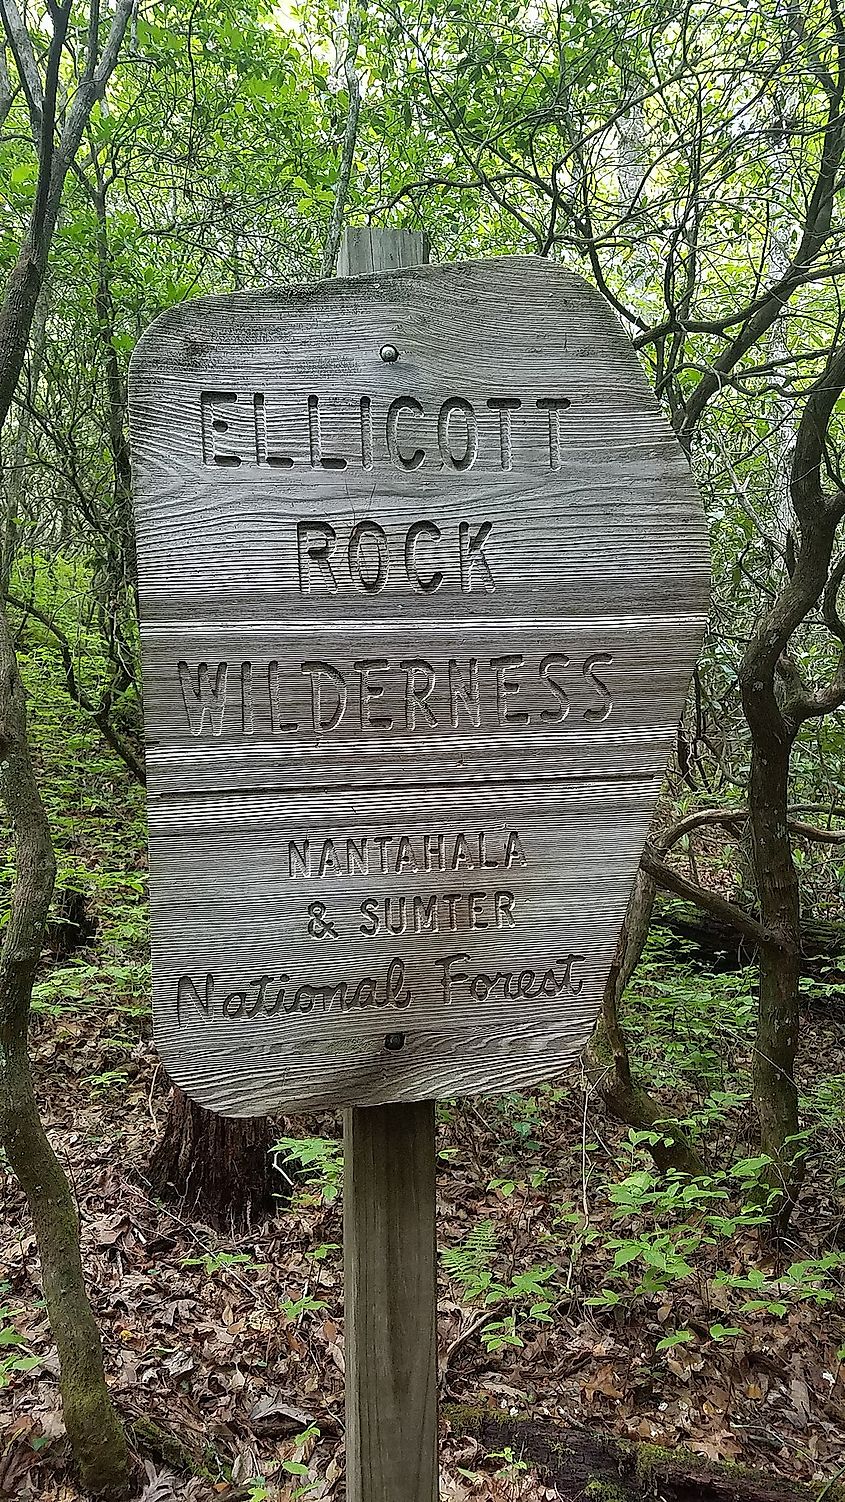 ELLICOTT
ROCK
WILDERNESS
NANTAHALA
& SUMTER
National Forest